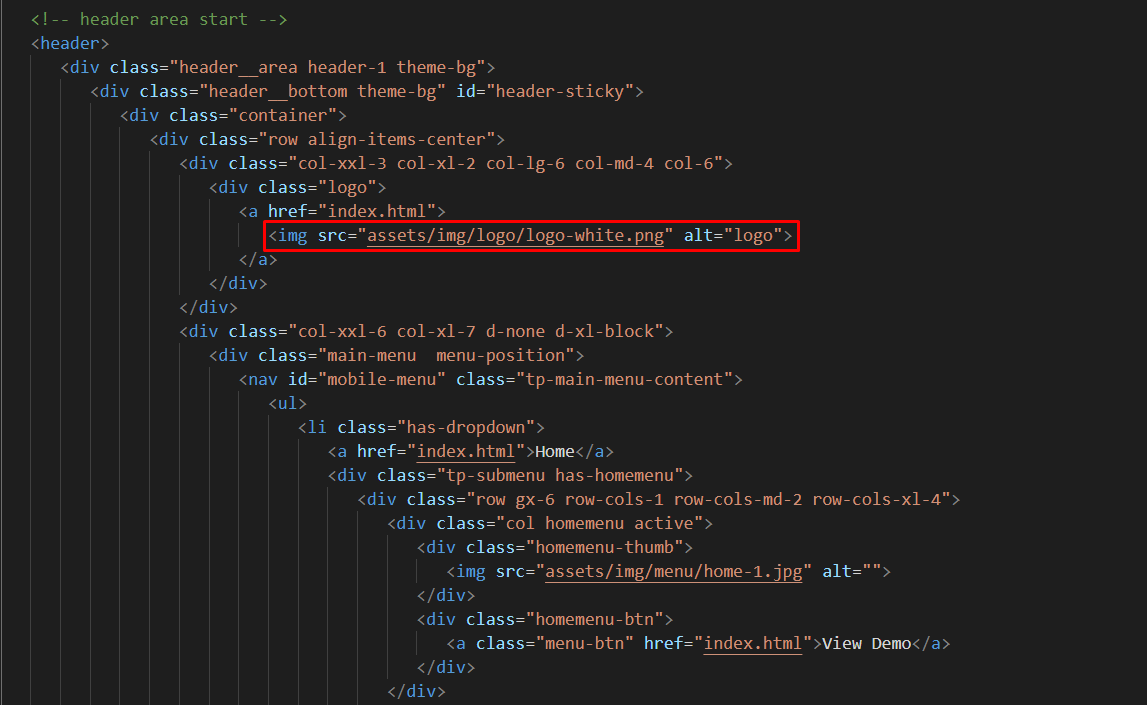 <!-- header area start -->
<header>
<div class="header__area header-1 theme-bg">
<div class="header__bottom theme-bg" id="header-sticky">
<div class="container">
<div class="row align-items-center">
<div class="col-xxl-3 col-xl-2 col-lg-6 col-md-4 col-6">
<div class="logo">
<a href="index.html">
<img src="assets/img/logo/logo-white.png" alt="logo">
</a>
</div>
</div>
<div class="col-xxl-6 col-xl-7 d-none d-xl-block">
<div class="main-menu  menu-position">
<nav id="mobile-menu" class="tp-main-menu-content">
<ul>
<li class="has-dropdown">
<a href="index.html">Home</a>
<div class="tp-submenu has-homemenu">
<div class="row gx-6 row-cols-1 row-cols-md-2 row-cols-xl-4">
<div class="col homemenu active">
<div class="homemenu-thumb">
<img src="assets/img/menu/home-1.jpg" alt="">
</div>
<div class="homemenu-btn">
<a class="menu-btn" href="index.html">View Demo</a>
</div>
</div>